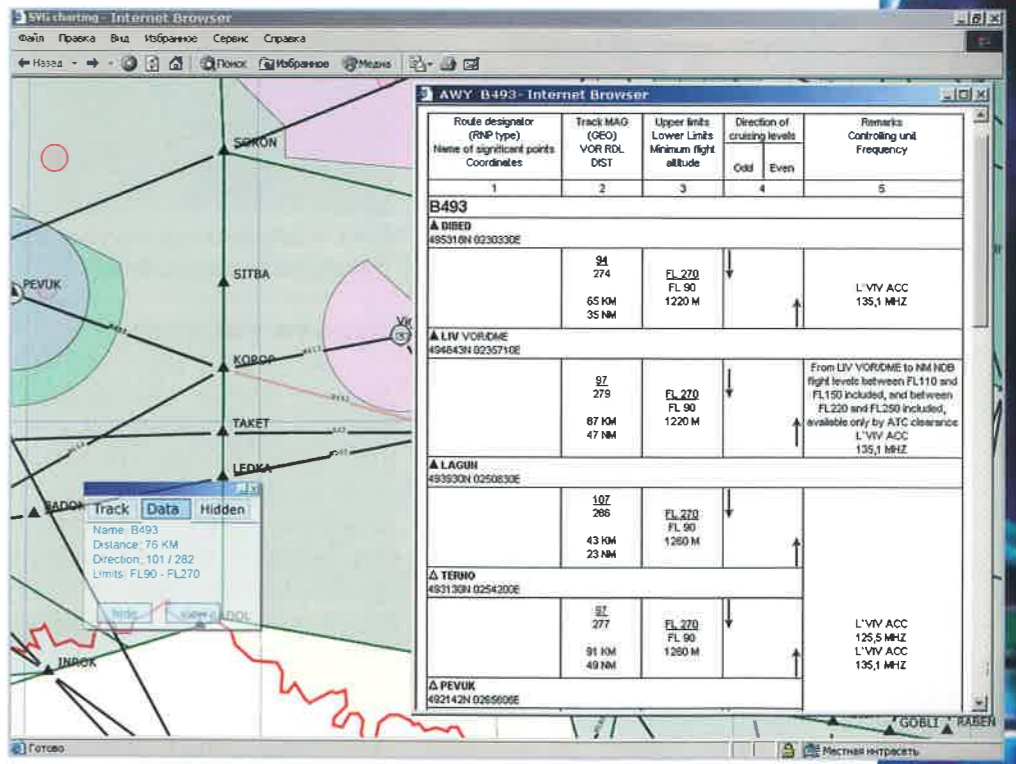 SVG charting - Internet Browser
Файл Правка Вид Избранное Сервис Справка
Назад Поиск Избранное Медиа
SORON
SITBA
PEVUK
KOROP
TAKET
LEDKA
Track Data Hidden
Name: B493
Distance: 76 KM
Direction: 101 / 282
Limits: FL90 - FL270
hide view
INROK
GOBLI RABEN
Готово
Местная интрасеть
AWY B493- Internet Browser
Route designator
(RNP type)
Name of significant points
Coordinates
Track MAG
(GEO)
VOR RDL
DIST
Upper limits
Lower Limits
Minimum flight
altitude
Direction of
cruising levels
Odd Even
Remarks
Controlling unit
Frequency
1 2 3 4 5
B493
▲ DIBED
495318N 0230330E
94
274
65 KM
35 NM
FL 270
FL 90
1220 M
L'VIV ACC
135,1 MHZ
▲ LIV VOR/DME
494843N 0235710E
97
279
87 KM
47 NM
FL 270
FL 90
1220 M
From LIV VOR/DME to NM NDB
flight levels between FL110 and
FL150 included, and between
FL220 and FL250 included,
available only by ATC clearance
L'VIV ACC
135,1 MHZ
▲ LAGUN
493930N 0250830E
107
286
43 KM
23 NM
FL 270
FL 90
1260 M
△ TERNO
493130N 0254200E
97
277
91 KM
49 NM
FL 270
FL 90
1260 M
L'VIV ACC
125,5 MHZ
L'VIV ACC
135,1 MHZ
△ PEVUK
492142N 0265606E